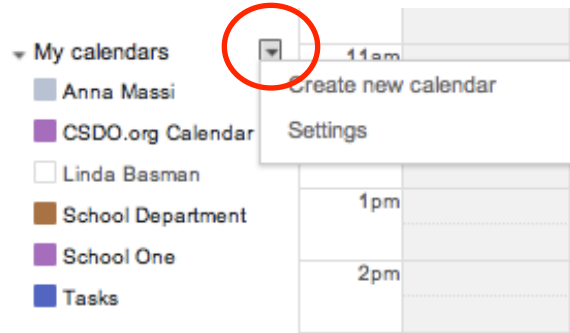 My calendars
11am
Create new calendar
Anna Massi
CSDO.org Calendar
Settings
Linda Basman
School Department
1pm
School One
2pm
Tasks